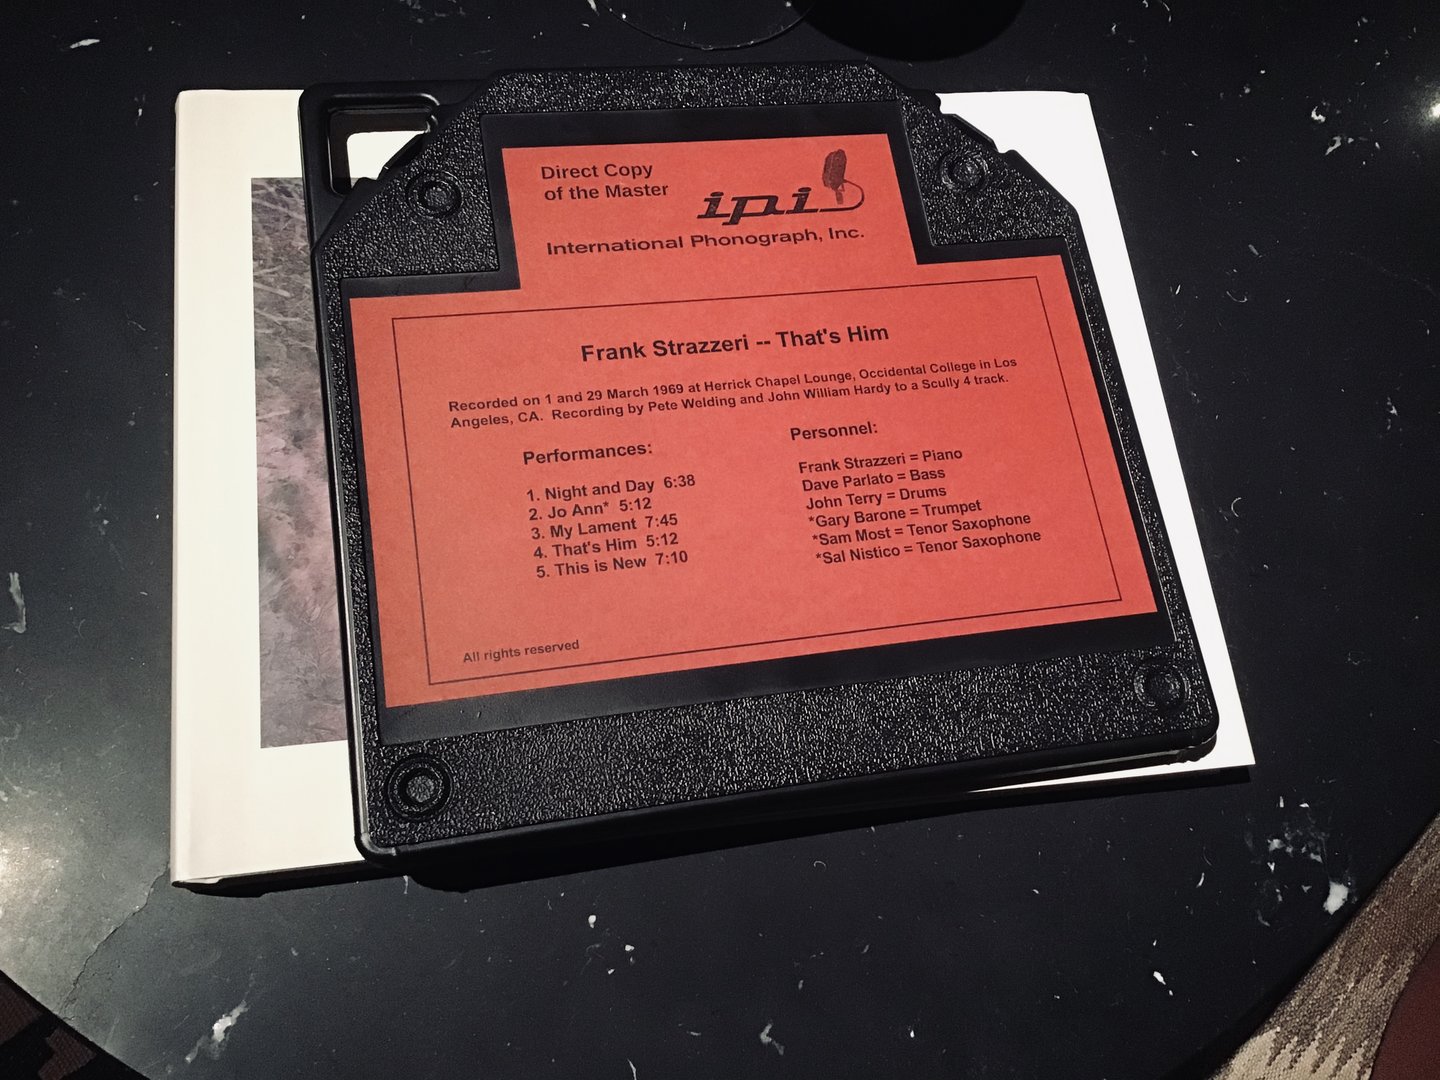 Direct Copy
of the Master
ipi
International Phonograph, Inc.
Frank Strazzeri -- That's Him
Recorded on 1 and 29 March 1969 at Herrick Chapel Lounge, Occidental College in Los
Angeles, CA. Recording by Pete Welding and John William Hardy to a Scully 4 track.
Performances:
1. Night and Day 6:38
2. Jo Ann* 5:12
3. My Lament 7:45
4. That's Him 5:12
5. This is New 7:10
Personnel:
Frank Strazzeri = Piano
Dave Parlato = Bass
John Terry = Drums
*Gary Barone = Trumpet
*Sam Most = Tenor Saxophone
*Sal Nistico = Tenor Saxophone
All rights reserved